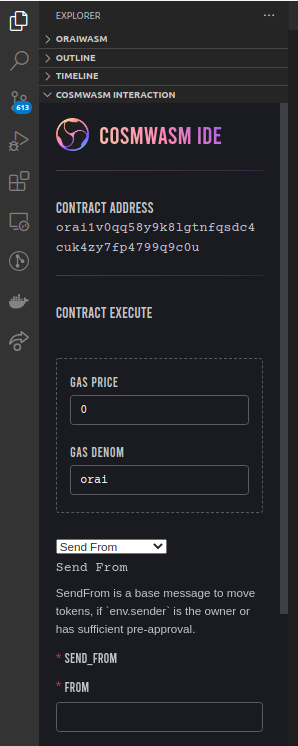 EXPLORER ...
ORAIWASM
OUTLINE
TIMELINE
COSMWASM INTERACTION
613
COSMWASM IDE
CONTRACT ADDRESS
orai1v0qq58y9k8lgtnfqsdc4
cuk4zy7fp4799q9c0u
CONTRACT EXECUTE
GAS PRICE
0
GAS DENOM
orai
Send From
Send From
SendFrom is a base message to move
tokens, if `env.sender` is the owner or
has sufficient pre-approval.
* SEND_FROM
* FROM